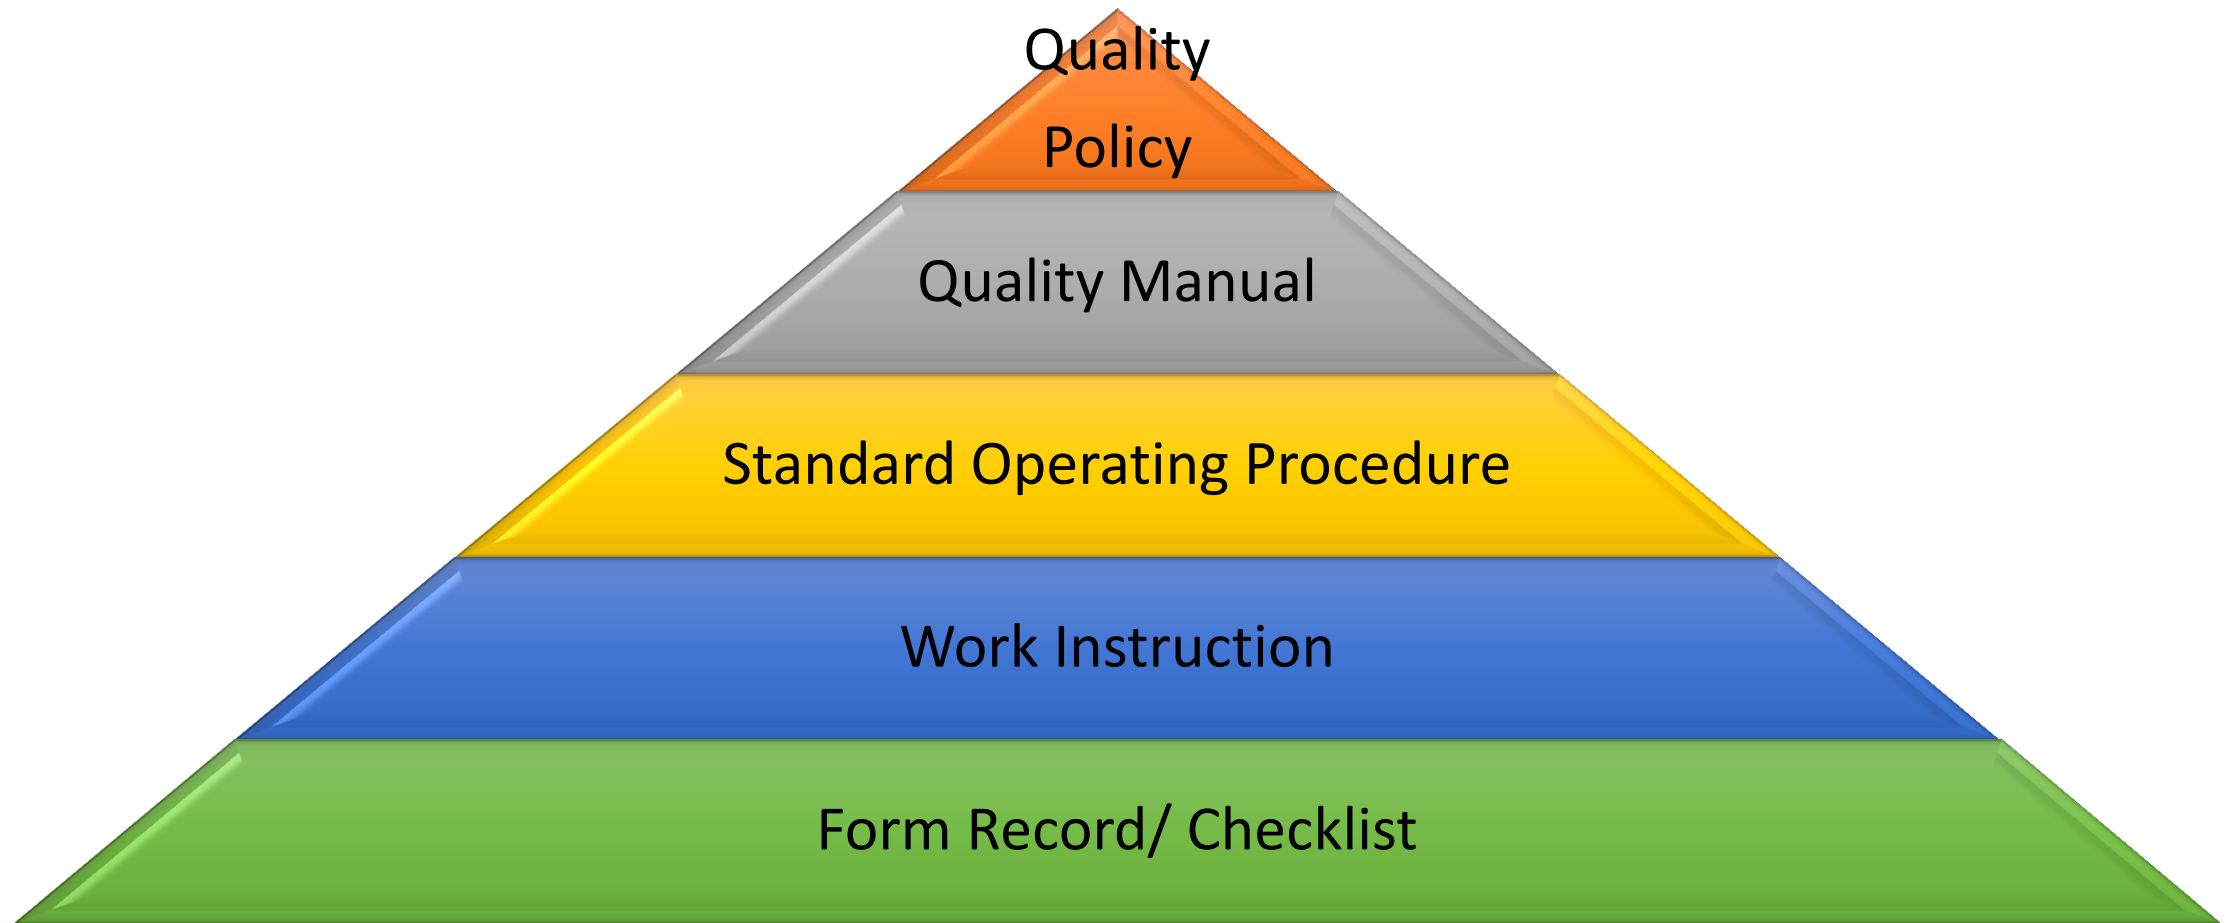 Quality
Policy
Quality Manual
Standard Operating Procedure
Work Instruction
Form Record/ Checklist